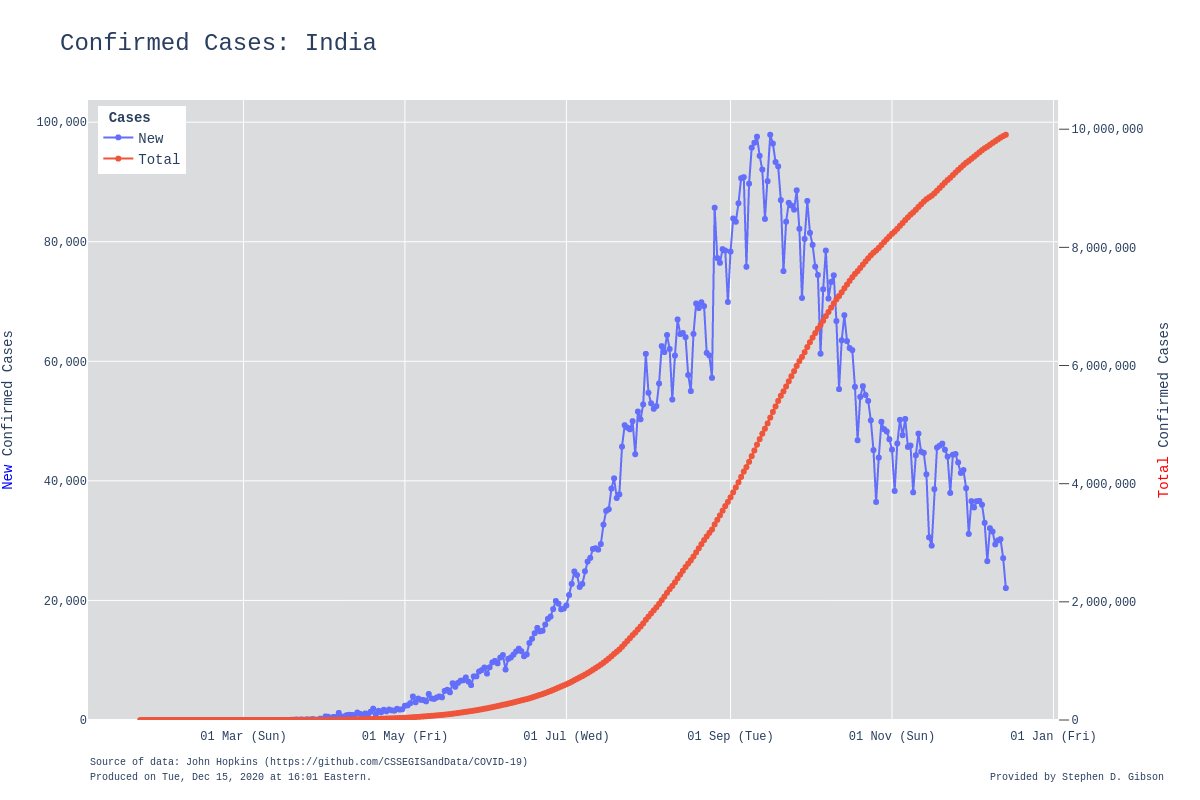 Confirmed Cases: India
Cases
New
Total
100,000
80,000
60,000
40,000
20,000
0
New Confirmed Cases
10,000,000
8,000,000
6,000,000
4,000,000
2,000,000
0
Total Confirmed Cases
01 Mar (Sun)
01 May (Fri)
01 Jul (Wed)
01 Sep (Tue)
01 Nov (Sun)
01 Jan (Fri)
Source of data: John Hopkins (https://github.com/CSSEGISandData/COVID-19)
Produced on Tue, Dec 15, 2020 at 16:01 Eastern.
Provided by Stephen D. Gibson